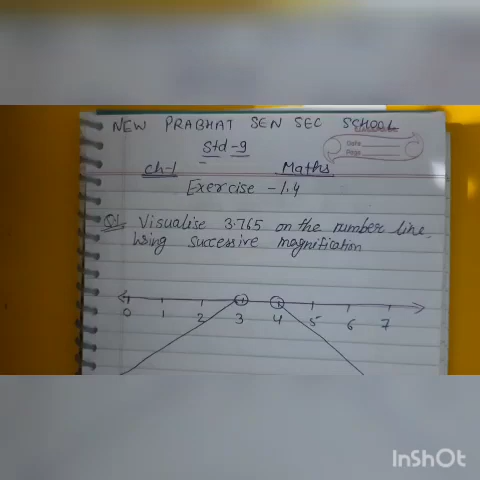 NEW PRABHAT SEN SEC SCHOOL
Std-9
Date
Page
ch-1 Maths
Exercise - 1.4
Q1. Visualise 3.765 on the number line,
using successive magnification
0 1 2 3 4 5 6 7
InShOt